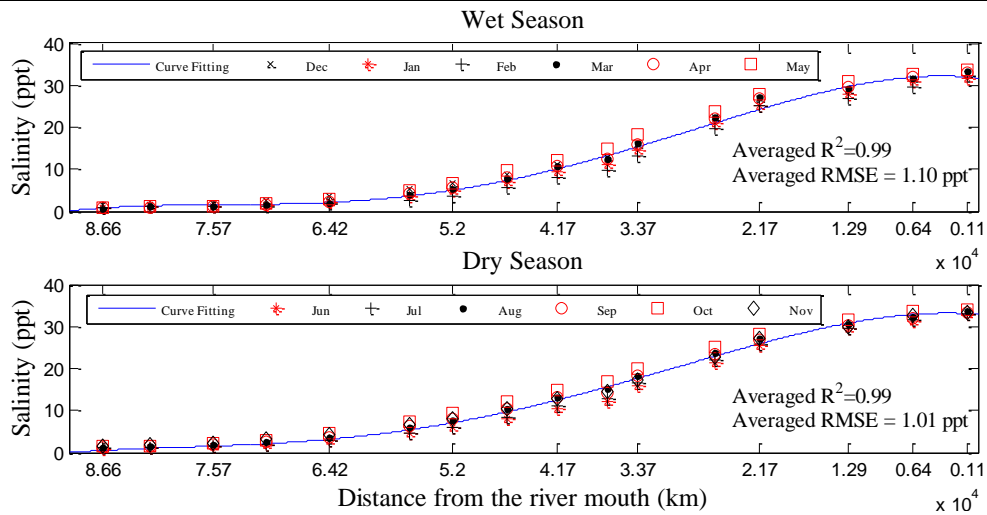 Wet Season
Salinity (ppt)
40
30
20
10
0
Curve Fitting Dec Jan Feb Mar Apr May
Averaged R²=0.99
Averaged RMSE = 1.10 ppt
8.66 7.57 6.42 5.2 4.17 3.37 2.17 1.29 0.64 0.11
x 10⁴
Dry Season
Salinity (ppt)
40
30
20
10
0
Curve Fitting Jun Jul Aug Sep Oct Nov
Averaged R²=0.99
Averaged RMSE = 1.01 ppt
8.66 7.57 6.42 5.2 4.17 3.37 2.17 1.29 0.64 0.11
Distance from the river mouth (km)
x 10⁴